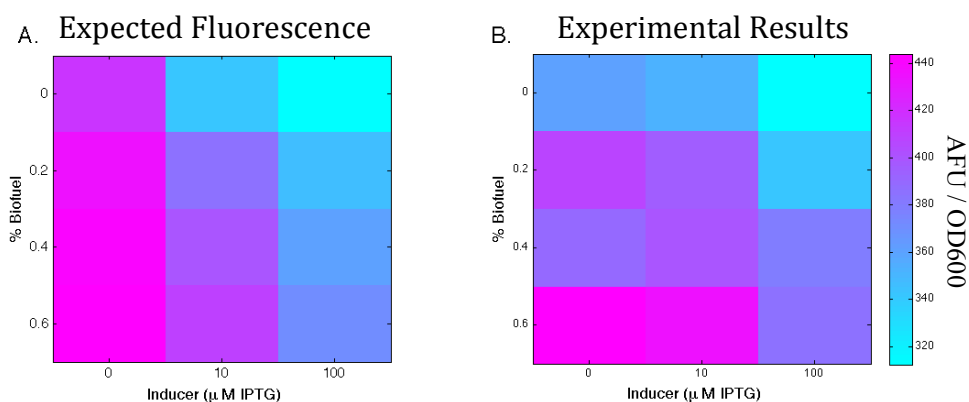 A. Expected Fluorescence
0
0.2
0.4
0.6
% Biofuel
0 10 100
Inducer (μ M IPTG)
B. Experimental Results
0
0.2
0.4
0.6
% Biofuel
0 10 100
Inducer (μ M IPTG)
440
420
400
380
360
340
320
AFU / OD600